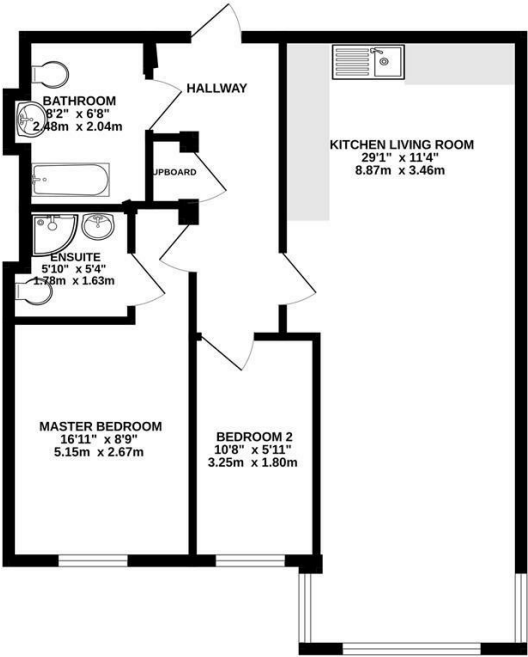 HALLWAY
BATHROOM
8'2" x 6'8"
2.48m x 2.04m
KITCHEN LIVING ROOM
29'1" x 11'4"
8.87m x 3.46m
UPBOARD
ENSUITE
5'10" x 5'4"
1.78m x 1.63m
MASTER BEDROOM
16'11" x 8'9"
5.15m x 2.67m
BEDROOM 2
10'8" x 5'11"
3.25m x 1.80m